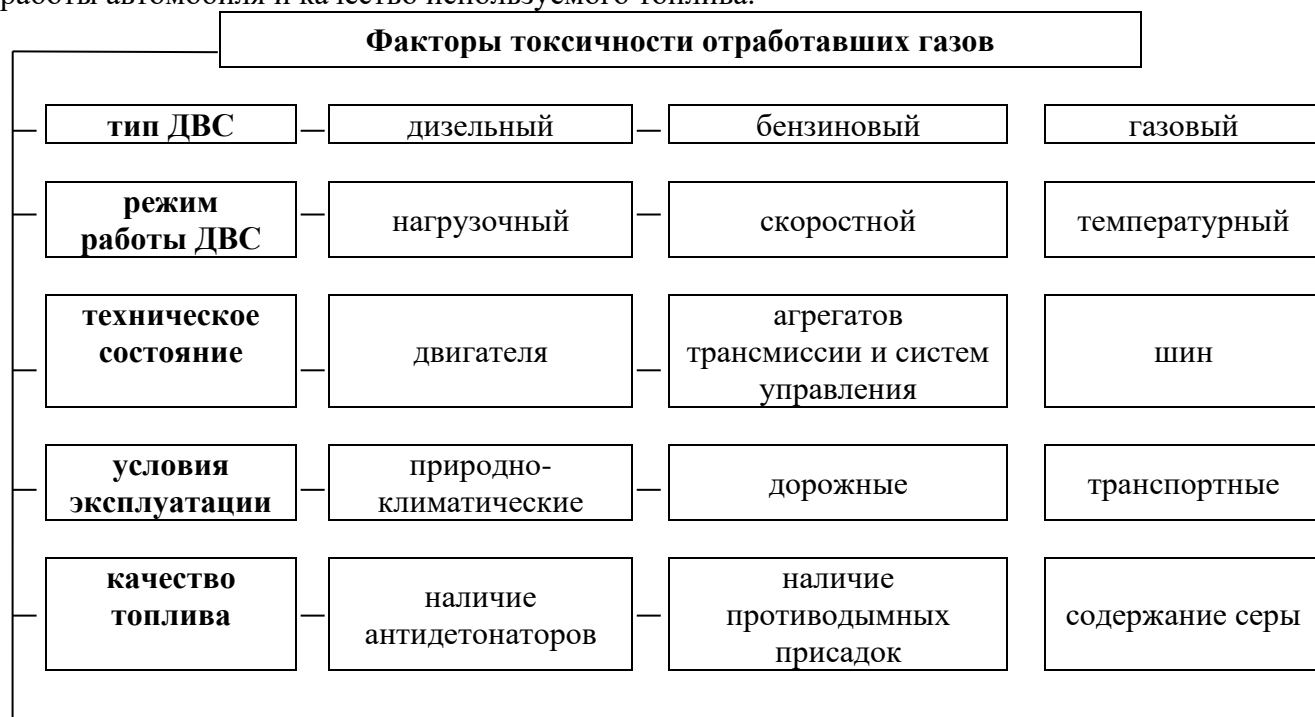 работы автомобиля и качество используемого топлива.
Факторы токсичности отработавших газов
тип ДВС
дизельный
бензиновый
газовый
режим
работы ДВС
нагрузочный
скоростной
температурный
техническое
состояние
двигателя
агрегатов
трансмиссии и систем
управления
шин
условия
эксплуатации
природно-
климатические
дорожные
транспортные
качество
топлива
наличие
антидетонаторов
наличие
противодымных
присадок
содержание серы